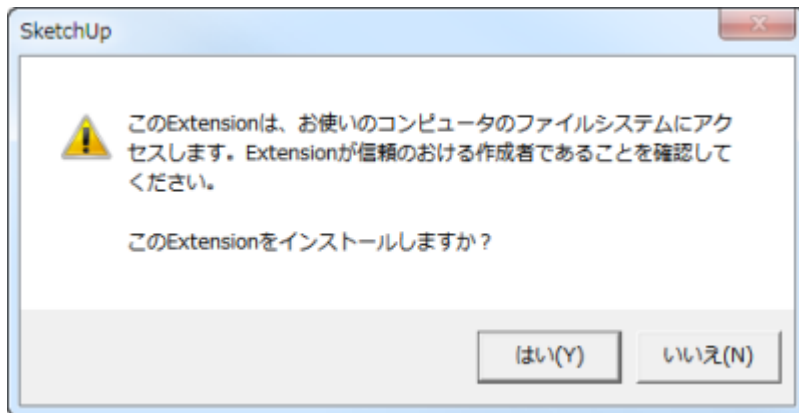 SketchUp
このExtensionは、お使いのコンピュータのファイルシステムにアク
セスします。Extensionが信頼のおける作成者であることを確認して
ください。
このExtensionをインストールしますか？
はい(Y)
いいえ(N)